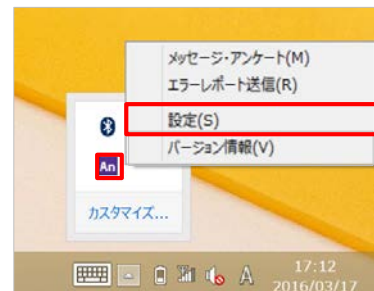 メッセージ・アンケート(M)
エラーレポート送信(R)
設定(S)
バージョン情報(V)
An
カスタマイズ...
A
17:12
2016/03/17